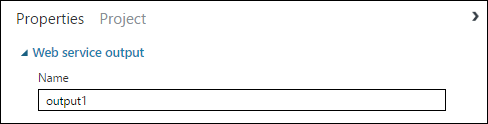 Properties Project
Web service output
Name
output1